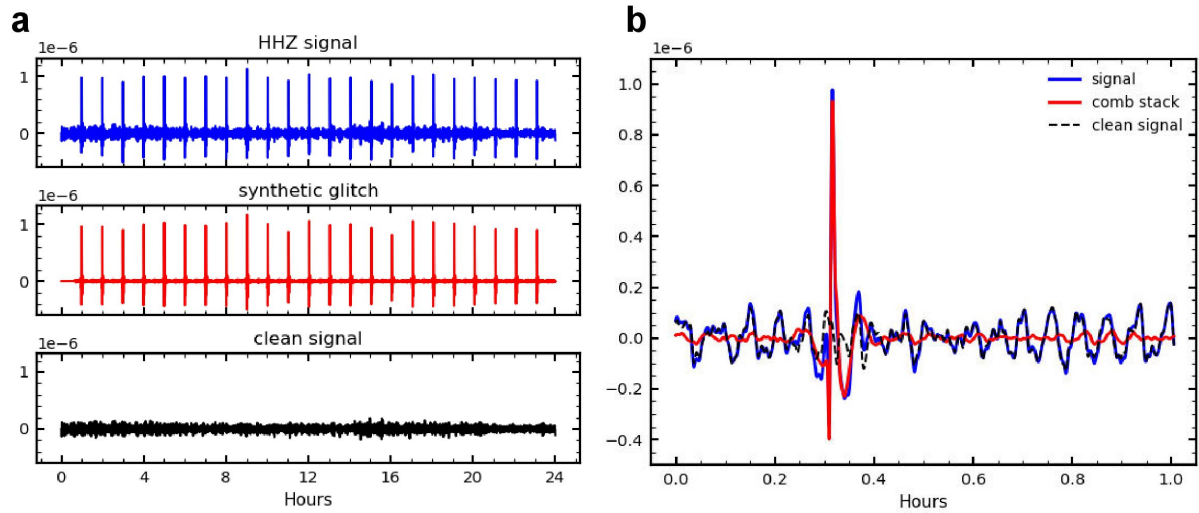 a
HHZ signal
1e−6
1
0
synthetic glitch
1e−6
1
0
clean signal
1e−6
1
0
0 4 8 12 16 20 24
Hours
b
1e−6
1.0
0.8
0.6
0.4
0.2
0.0
−0.2
−0.4
signal
comb stack
clean signal
0.0 0.2 0.4 0.6 0.8 1.0
Hours